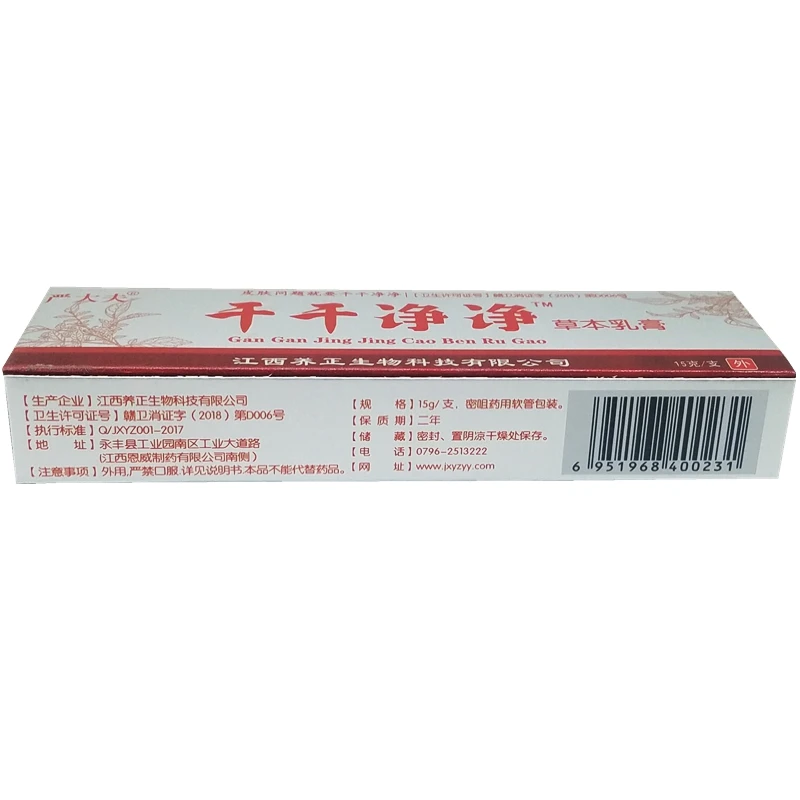 大夫®
皮肤问题就要干干净净 【卫生许可证号】赣卫消证字(2018)第D006号
干干净净™
草本乳膏
Gan Gan Jing Jing Cao Ben Ru Gao
江西养正生物科技有限公司
15克/支 外
【生产企业】江西养正生物科技有限公司
【卫生许可证号】赣卫消证字(2018)第D006号
【执行标准】Q/JXYZ001-2017
【地 址】永丰县工业园南区工业大道路
(江西恩威制药有限公司南侧)
【注意事项】外用,严禁口服.详见说明书.本品不能代替药品。
【规 格】15g/支,密咀药用软管包装。
【保质期】二年
【储 藏】密封、置阴凉干燥处保存。
【电 话】0796-2513222
【网 址】www.jxyzyy.com
6 951968 400231